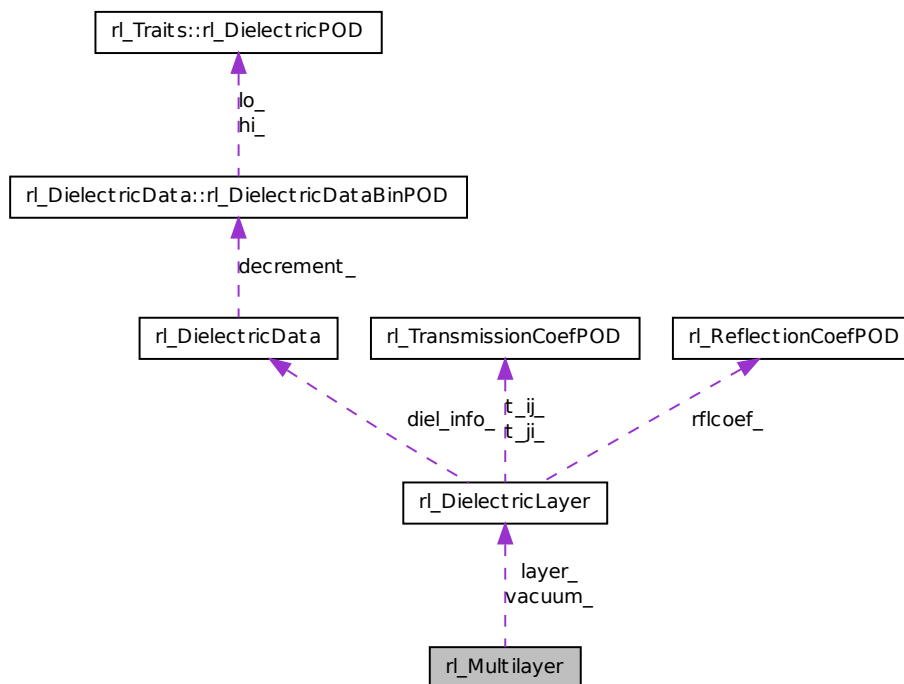 rl_Traits::rl_DielectricPOD
lo_
hi_
rl_DielectricData::rl_DielectricDataBinPOD
decrement_
rl_DielectricData
rl_TransmissionCoefPOD
rl_ReflectionCoefPOD
diel_info_
t_ij_
t_ji_
rflcoef_
rl_DielectricLayer
layer_
vacuum_
rl_Multilayer